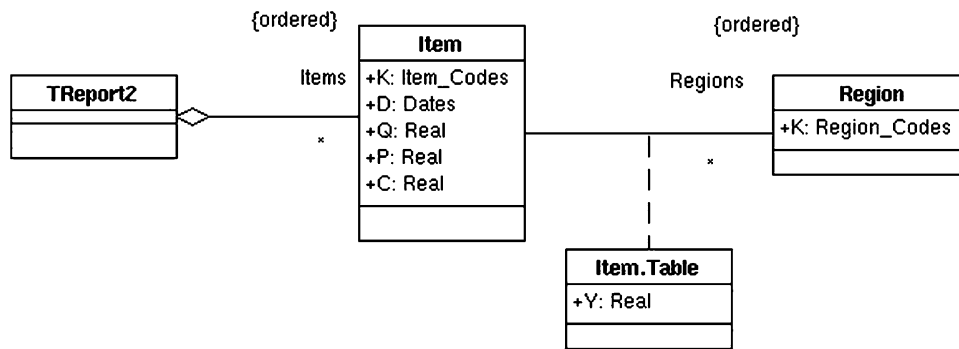 {ordered}
{ordered}
Item
Items
Regions
TReport2
+K: Item_Codes
+D: Dates
+Q: Real
+P: Real
+C: Real
*
Region
+K: Region_Codes
*
Item.Table
+Y: Real